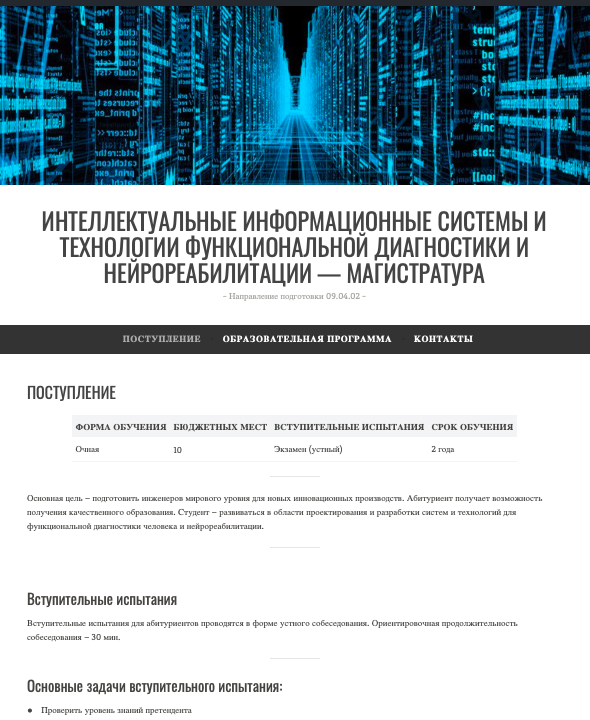 ИНТЕЛЛЕКТУАЛЬНЫЕ ИНФОРМАЦИОННЫЕ СИСТЕМЫ И
ТЕХНОЛОГИИ ФУНКЦИОНАЛЬНОЙ ДИАГНОСТИКИ И
НЕЙРОРЕАБИЛИТАЦИИ — МАГИСТРАТУРА
~ Направление подготовки 09.04.02 ~
ПОСТУПЛЕНИЕ ОБРАЗОВАТЕЛЬНАЯ ПРОГРАММА КОНТАКТЫ
ПОСТУПЛЕНИЕ
ФОРМА ОБУЧЕНИЯ БЮДЖЕТНЫХ МЕСТ ВСТУПИТЕЛЬНЫЕ ИСПЫТАНИЯ СРОК ОБУЧЕНИЯ
Очная 10 Экзамен (устный) 2 года
Основная цель – подготовить инженеров мирового уровня для новых инновационных производств. Абитуриент получает возможность
получения качественного образования. Студент – развиваться в области проектирования и разработки систем и технологий для
функциональной диагностики человека и нейрореабилитации.
Вступительные испытания
Вступительные испытания для абитуриентов проводятся в форме устного собеседования. Ориентировочная продолжительность
собеседования – 30 мин.
Основные задачи вступительного испытания:
● Проверить уровень знаний претендента